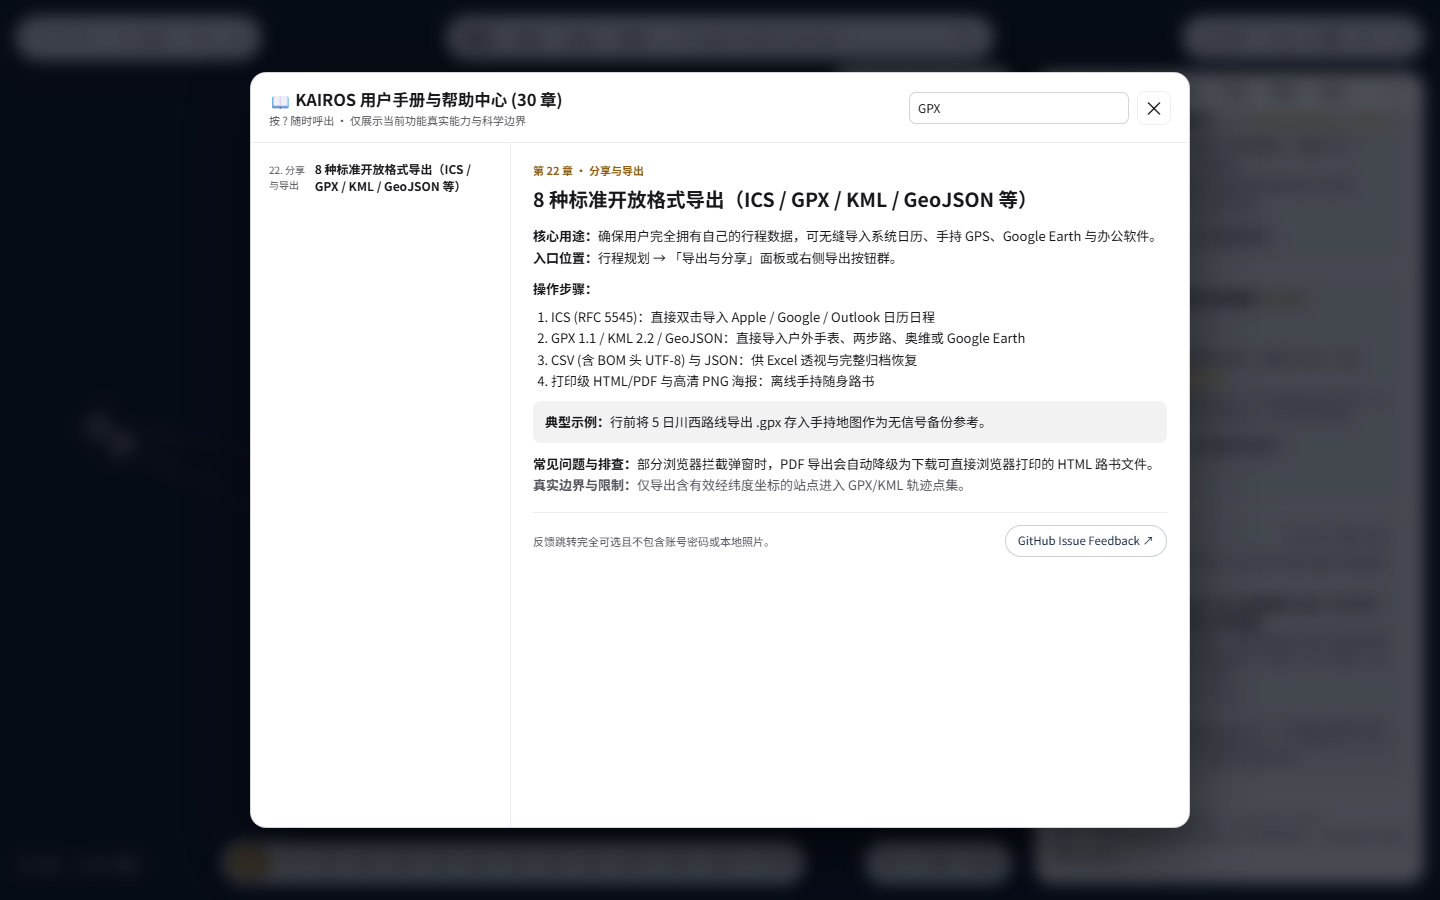 📖 KAIROS 用户手册与帮助中心 (30 章)
按 ? 随时呼出 · 仅展示当前功能真实能力与科学边界
GPX
22. 分享与导出
8 种标准开放格式导出（ICS /
GPX / KML / GeoJSON 等）
第 22 章 · 分享与导出
8 种标准开放格式导出（ICS / GPX / KML / GeoJSON 等）
核心用途：确保用户完全拥有自己的行程数据，可无缝导入系统日历、手持 GPS、Google Earth 与办公软件。
入口位置：行程规划 → 「导出与分享」面板或右侧导出按钮群。
操作步骤：
1. ICS (RFC 5545)：直接双击导入 Apple / Google / Outlook 日历日程
2. GPX 1.1 / KML 2.2 / GeoJSON：直接导入户外手表、两步路、奥维或 Google Earth
3. CSV (含 BOM 头 UTF-8) 与 JSON：供 Excel 透视与完整归档恢复
4. 打印级 HTML/PDF 与高清 PNG 海报：离线手持随身路书
典型示例：行前将 5 日川西路线导出 .gpx 存入手持地图作为无信号备份参考。
常见问题与排查：部分浏览器拦截弹窗时，PDF 导出会自动降级为下载可直接浏览器打印的 HTML 路书文件。
真实边界与限制：仅导出含有效经纬度坐标的站点进入 GPX/KML 轨迹点集。
反馈跳转完全可选且不包含账号密码或本地照片。
GitHub Issue Feedback ↗